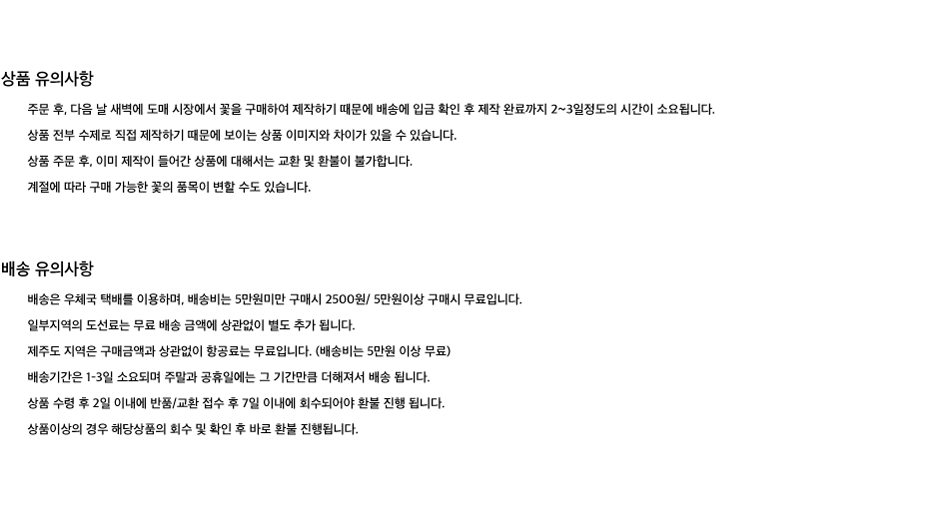 상품 유의사항
주문 후, 다음 날 새벽에 도매 시장에서 꽃을 구매하여 제작하기 때문에 배송에 입금 확인 후 제작 완료까지 2~3일정도의 시간이 소요됩니다.
상품 전부 수제로 직접 제작하기 때문에 보이는 상품 이미지와 차이가 있을 수 있습니다.
상품 주문 후, 이미 제작이 들어간 상품에 대해서는 교환 및 환불이 불가합니다.
계절에 따라 구매 가능한 꽃의 품목이 변할 수도 있습니다.
배송 유의사항
배송은 우체국 택배를 이용하며, 배송비는 5만원미만 구매시 2500원/ 5만원이상 구매시 무료입니다.
일부지역의 도선료는 무료 배송 금액에 상관없이 별도 추가 됩니다.
제주도 지역은 구매금액과 상관없이 항공료는 무료입니다. (배송비는 5만원 이상 무료)
배송기간은 1-3일 소요되며 주말과 공휴일에는 그 기간만큼 더해져서 배송 됩니다.
상품 수령 후 2일 이내에 반품/교환 접수 후 7일 이내에 회수되어야 환불 진행 됩니다.
상품이상의 경우 해당상품의 회수 및 확인 후 바로 환불 진행됩니다.